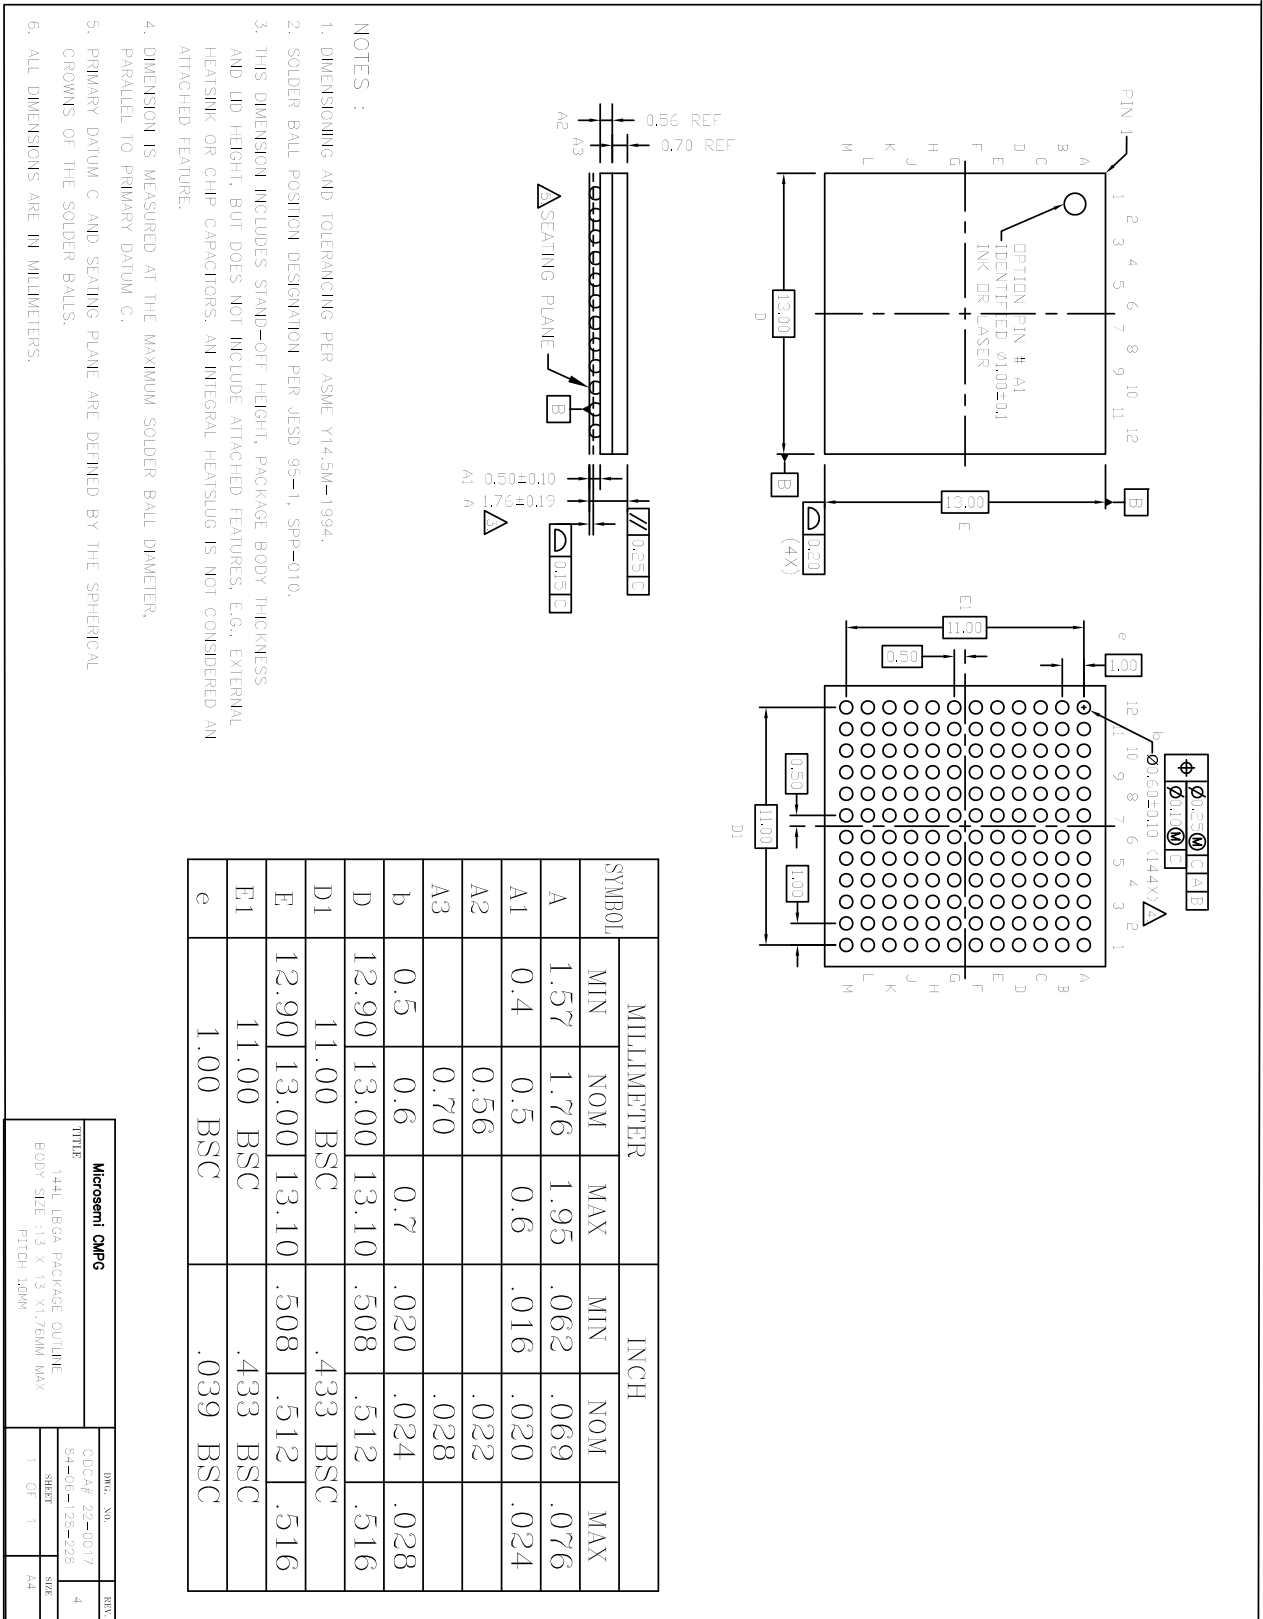 PIN 1
A
B
C
D
E
F
G
H
J
K
L
M
1 2 3 4 5 6 7 8 9 10 11 12
OPTION PIN # A1
IDENTIFIED Ø1.00±0.1
INK OR LASER
13.00
D
B
13.00
E
B
0.20
(4X)
e
1.00
E1
11.00
0.50
Ø0.25 M C A B
Ø0.10 M C
b
Ø0.60±0.10 (144X) 4.
12 11 10 9 8 7 6 5 4 3 2 1
A
B
C
D
E
F
G
H
J
K
L
M
0.50
1.00
11.00
D1
0.56 REF
0.70 REF
A2
A3
5. SEATING PLANE
B
A1 0.50±0.10
A 1.76±0.19
3.
// 0.25 C
0.15 C
NOTES :
1. DIMENSIONING AND TOLERANCING PER ASME Y14.5M-1994.
2. SOLDER BALL POSITION DESIGNATION PER JESD 95-1, SPP-010.
3. THIS DIMENSION INCLUDES STAND-OFF HEIGHT, PACKAGE BODY THICKNESS
AND LID HEIGHT, BUT DOES NOT INCLUDE ATTACHED FEATURES, E.G., EXTERNAL
HEATSINK OR CHIP CAPACITORS. AN INTEGRAL HEATSLUG IS NOT CONSIDERED AN
ATTACHED FEATURE.
4. DIMENSION IS MEASURED AT THE MAXIMUM SOLDER BALL DIAMETER,
PARALLEL TO PRIMARY DATUM C.
5. PRIMARY DATUM C AND SEATING PLANE ARE DEFINED BY THE SPHERICAL
CROWNS OF THE SOLDER BALLS.
6. ALL DIMENSIONS ARE IN MILLIMETERS.
SYMBOL MILLIMETER INCH
MIN NOM MAX MIN NOM MAX
A 1.57 1.76 1.95 .062 .069 .076
A1 0.4 0.5 0.6 .016 .020 .024
A2 0.56 .022
A3 0.70 .028
b 0.5 0.6 0.7 .020 .024 .028
D 12.90 13.00 13.10 .508 .512 .516
D1 11.00 BSC .433 BSC
E 12.90 13.00 13.10 .508 .512 .516
E1 11.00 BSC .433 BSC
e 1.00 BSC .039 BSC
Microsemi CMPG
TITLE
144L LBGA PACKAGE OUTLINE
BODY SIZE :13 X 13 X1.76MM MAX
PITCH 1.0MM
DWG. NO.
CDCA# 22-0017
84-06-128-228
REV.
4
SHEET
1 OF 1
SIZE
A4